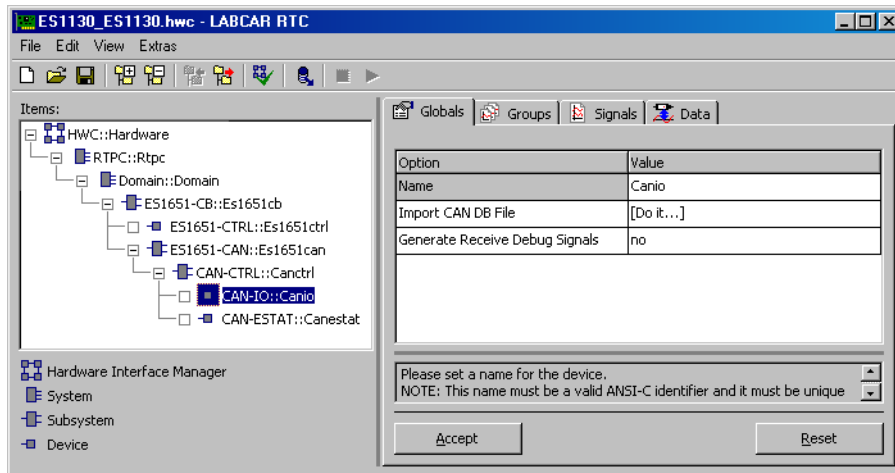 ES1130_ES1130.hwc - LABCAR RTC
File Edit View Extras
Items:
HWC::Hardware
RTPC::Rtpc
Domain::Domain
ES1651-CB::Es1651cb
ES1651-CTRL::Es1651ctrl
ES1651-CAN::Es1651can
CAN-CTRL::Canctrl
CAN-IO::Canio
CAN-ESTAT::Canestat
Hardware Interface Manager
System
Subsystem
Device
Globals Groups Signals Data
Option Value
Name Canio
Import CAN DB File [Do it...]
Generate Receive Debug Signals no
Please set a name for the device.
NOTE: This name must be a valid ANSI-C identifier and it must be unique
Accept Reset